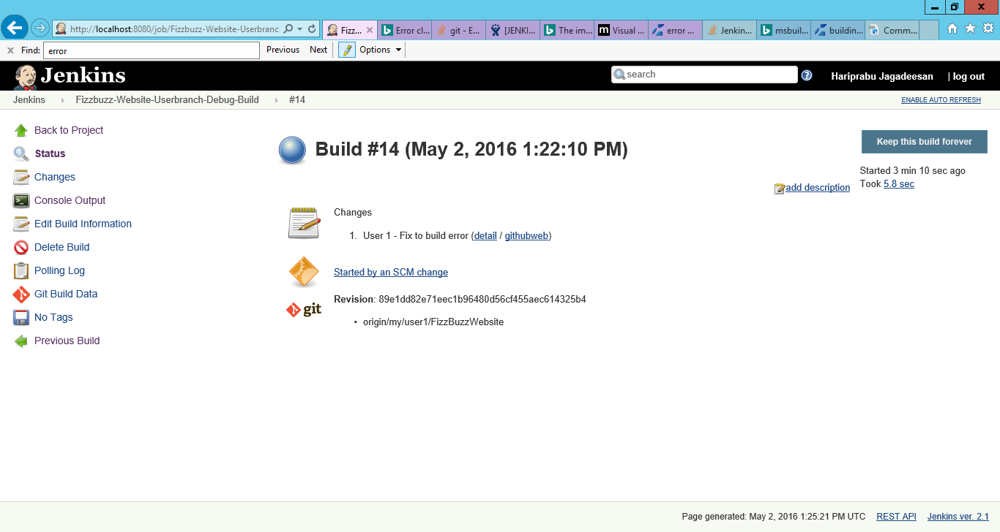 http://localhost:8080/job/Fizzbuzz-Website-Userbranc
Fizz...
Error cl...
git - E...
[JENKI...
The im...
Visual ...
error ...
Jenkin...
msbuil...
buildin...
Comm...
Find: error Previous Next Options
Jenkins
search
Hariprabu Jagadeesan | log out
Jenkins Fizzbuzz-Website-Userbranch-Debug-Build #14
ENABLE AUTO REFRESH
Back to Project
Status
Changes
Console Output
Edit Build Information
Delete Build
Polling Log
Git Build Data
No Tags
Previous Build
Build #14 (May 2, 2016 1:22:10 PM)
Keep this build forever
Started 3 min 10 sec ago
Took 5.8 sec
add description
Changes
1. User 1 - Fix to build error (detail / githubweb)
Started by an SCM change
git
Revision: 89e1dd82e71eec1b96480d56cf455aec614325b4
• origin/my/user1/FizzBuzzWebsite
Page generated: May 2, 2016 1:25:21 PM UTC REST API Jenkins ver. 2.1